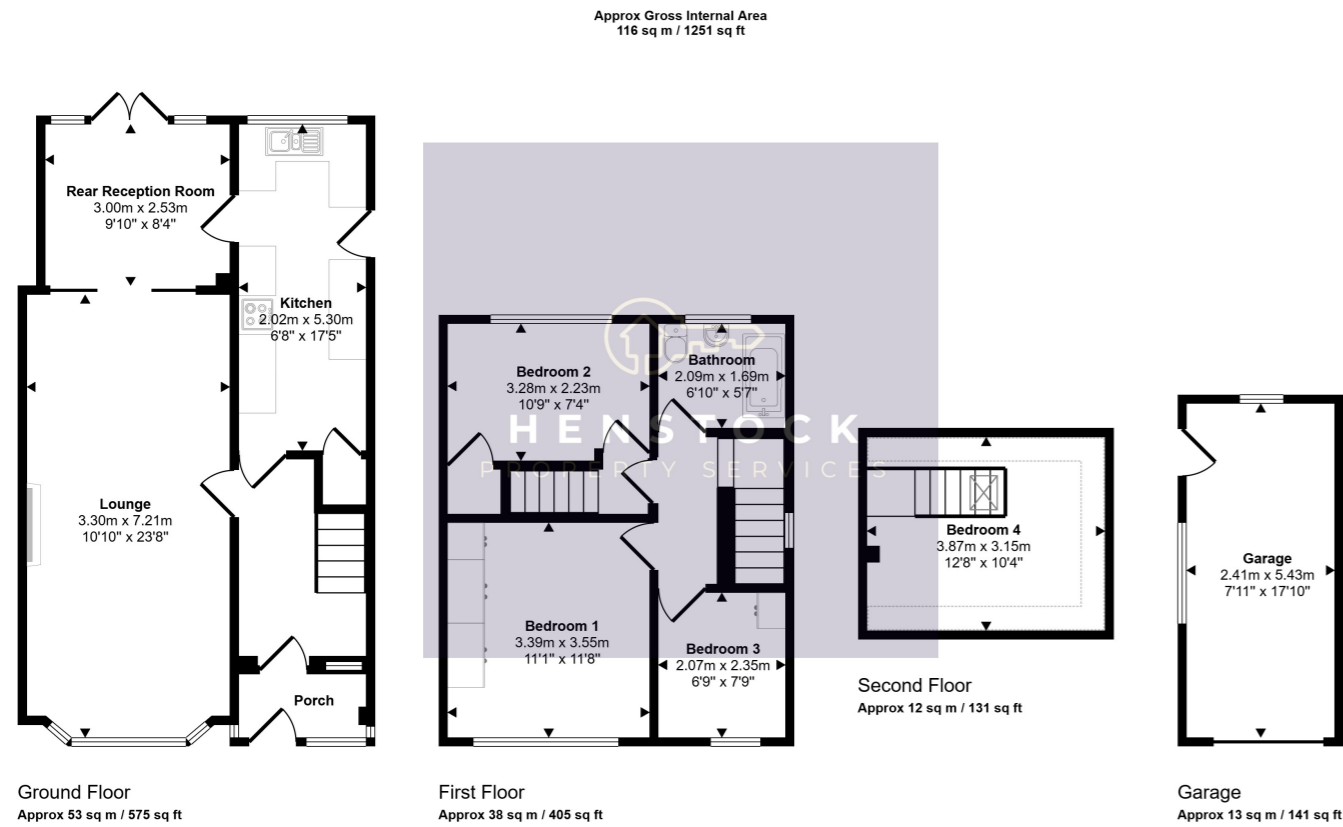 Approx Gross Internal Area
116 sq m / 1251 sq ft
Rear Reception Room
3.00m x 2.53m
9'10" x 8'4"
Kitchen
2.02m x 5.30m
6'8" x 17'5"
Lounge
3.30m x 7.21m
10'10" x 23'8"
Porch
Ground Floor
Approx 53 sq m / 575 sq ft
Bedroom 2
3.28m x 2.23m
10'9" x 7'4"
Bathroom
2.09m x 1.69m
6'10" x 5'7"
HENSTOCK
PROPERTY SERVICES
Bedroom 1
3.39m x 3.55m
11'1" x 11'8"
Bedroom 3
2.07m x 2.35m
6'9" x 7'9"
First Floor
Approx 38 sq m / 405 sq ft
Bedroom 4
3.87m x 3.15m
12'8" x 10'4"
Second Floor
Approx 12 sq m / 131 sq ft
Garage
2.41m x 5.43m
7'11" x 17'10"
Garage
Approx 13 sq m / 141 sq ft